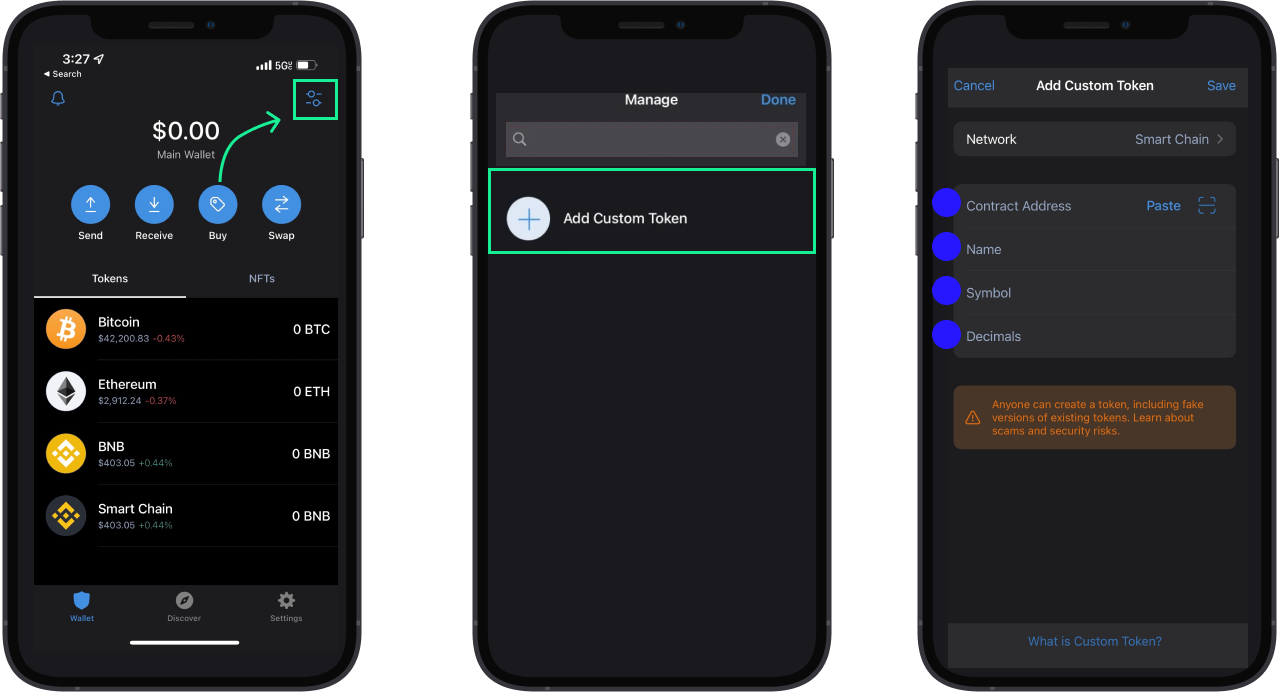 3:27
5G
◀ Search
$0.00
Main Wallet
Send
Receive
Buy
Swap
Tokens
NFTs
Bitcoin
$42,200.83 -0.43%
0 BTC
Ethereum
$2,912.24 -0.37%
0 ETH
BNB
$403.05 +0.44%
0 BNB
Smart Chain
$403.05 +0.44%
0 BNB
Wallet
Discover
Settings
Manage
Done
Add Custom Token
Cancel
Add Custom Token
Save
Network
Smart Chain
Contract Address
Paste
Name
Symbol
Decimals
Anyone can create a token, including fake
versions of existing tokens. Learn about
scams and security risks.
What is Custom Token?